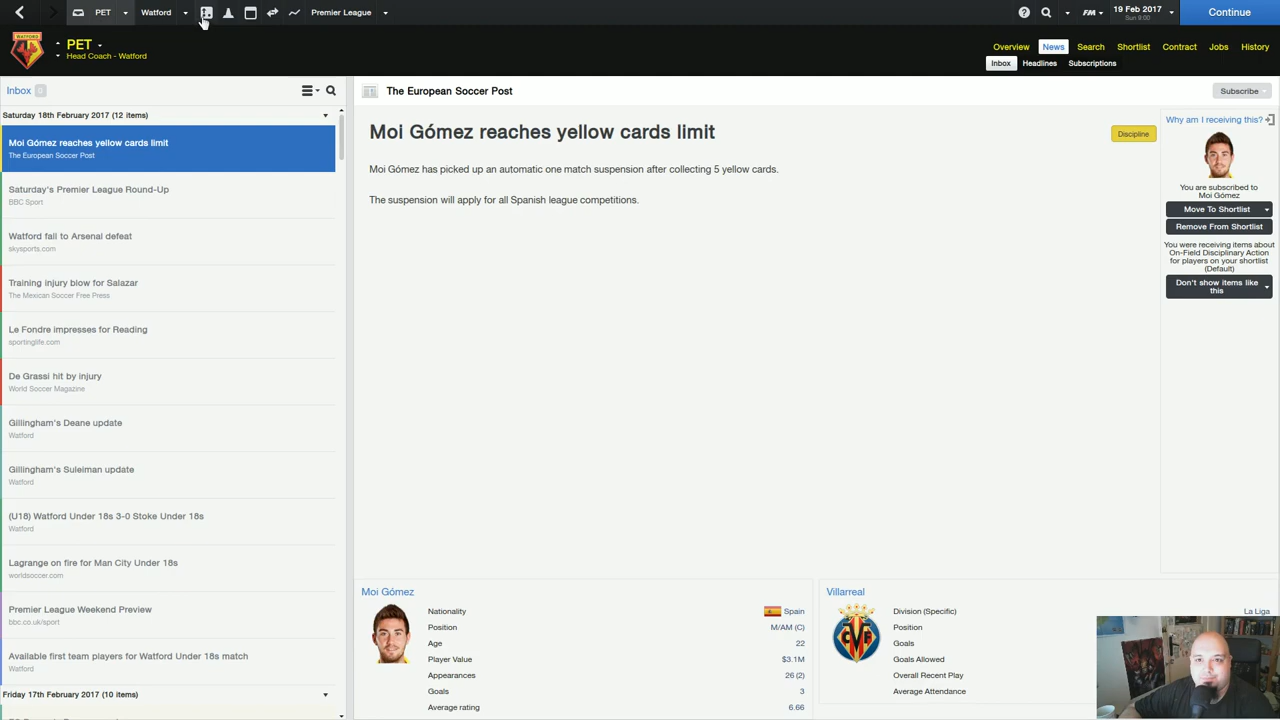 PET
Watford
Premier League
FM
19 Feb 2017
Sun 9:00
Continue
PET
Head Coach - Watford
Overview
News
Search
Shortlist
Contract
Jobs
History
Inbox
Headlines
Subscriptions
Inbox
The European Soccer Post
Subscribe
Saturday 18th February 2017 (12 items)
Moi Gómez reaches yellow cards limit
The European Soccer Post
Saturday's Premier League Round-Up
BBC Sport
Watford fall to Arsenal defeat
skysports.com
Training injury blow for Salazar
The Mexican Soccer Free Press
Le Fondre impresses for Reading
sportinglife.com
De Grassi hit by injury
World Soccer Magazine
Gillingham's Deane update
Watford
Gillingham's Suleiman update
Watford
(U18) Watford Under 18s 3-0 Stoke Under 18s
Watford
Lagrange on fire for Man City Under 18s
worldsoccer.com
Premier League Weekend Preview
bbc.co.uk/sport
Available first team players for Watford Under 18s match
Watford
Friday 17th February 2017 (10 items)
Moi Gómez reaches yellow cards limit
Discipline
Moi Gómez has picked up an automatic one match suspension after collecting 5 yellow cards.
The suspension will apply for all Spanish league competitions.
Why am I receiving this?
You are subscribed to
Moi Gómez
Move To Shortlist
Remove From Shortlist
You were receiving items about
On-Field Disciplinary Action
for players on your shortlist
(Default)
Don't show items like
this
Moi Gómez
Nationality Spain
Position M/AM (C)
Age 22
Player Value $3.1M
Appearances 26 (2)
Goals 3
Average rating 6.66
Villarreal
Division (Specific) La Liga
Position
Goals
Goals Allowed
Overall Recent Play
Average Attendance